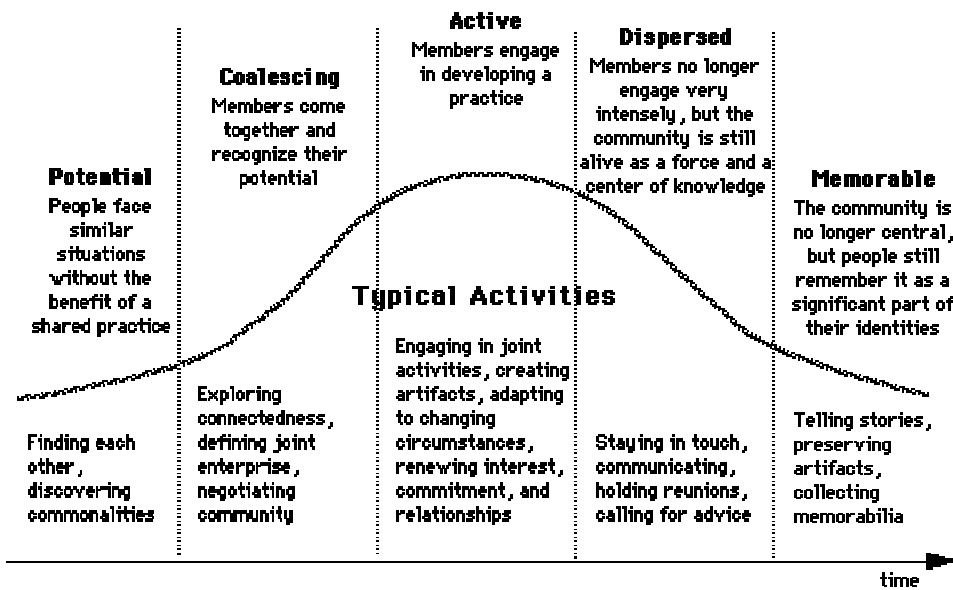 Potential
People face
similar
situations
without the
benefit of a
shared practice
Coalescing
Members come
together and
recognize their
potential
Active
Members engage
in developing a
practice
Dispersed
Members no longer
engage very
intensely, but the
community is still
alive as a force and a
center of knowledge
Memorable
The community is
no longer central,
but people still
remember it as a
significant part of
their identities
Typical Activities
Finding each
other,
discovering
commonalities
Exploring
connectedness,
defining joint
enterprise,
negotiating
community
Engaging in joint
activities, creating
artifacts, adapting
to changing
circumstances,
renewing interest,
commitment, and
relationships
Staying in touch,
communicating,
holding reunions,
calling for advice
Telling stories,
preserving
artifacts,
collecting
memorabilia
time